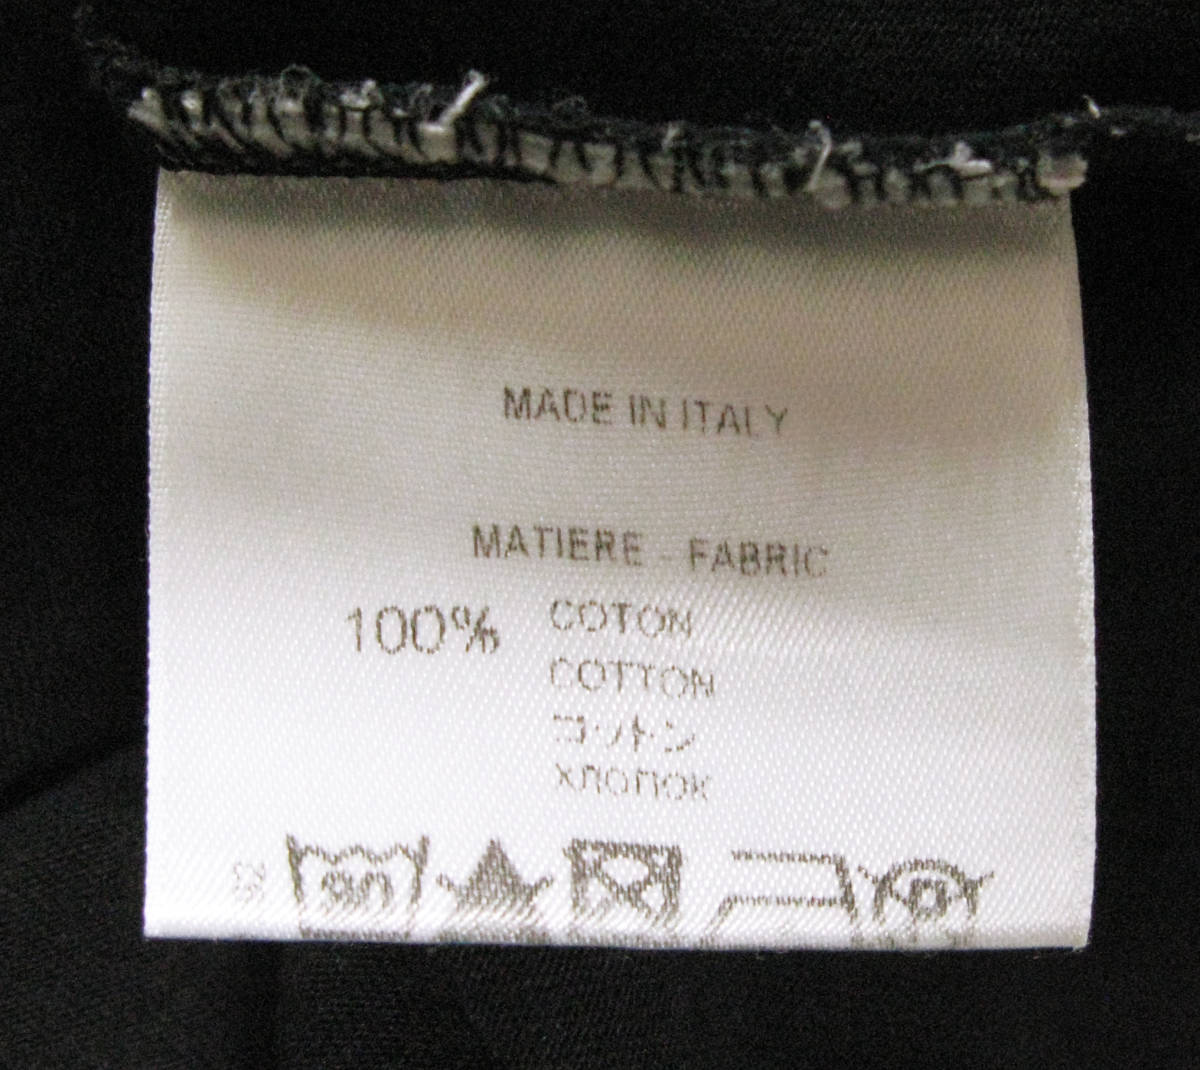 MADE IN ITALY
MATIERE - FABRIC
100% COTON
COTTON
コットン
хлопок